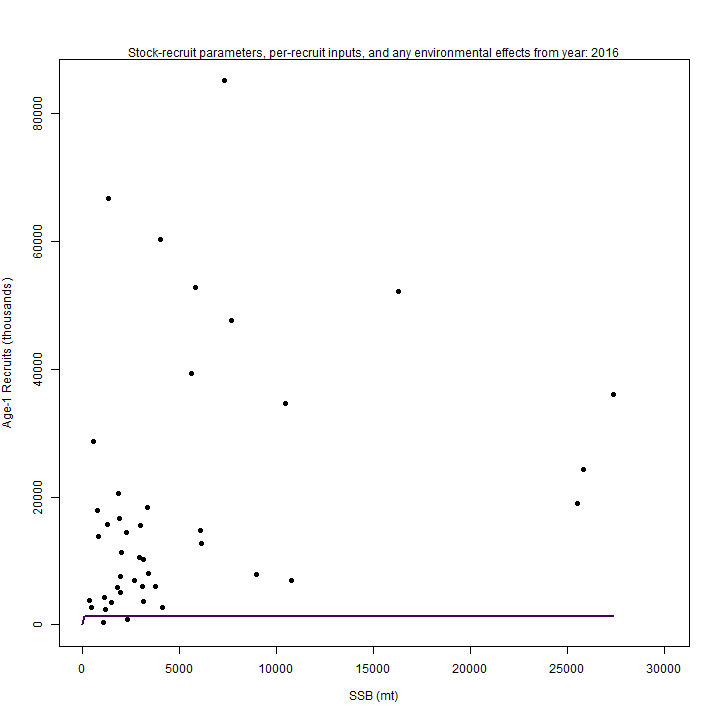 Stock-recruit parameters, per-recruit inputs, and any environmental effects from year: 2016
Age-1 Recruits (thousands)
80000
60000
40000
20000
0
0 5000 10000 15000 20000 25000 30000
SSB (mt)